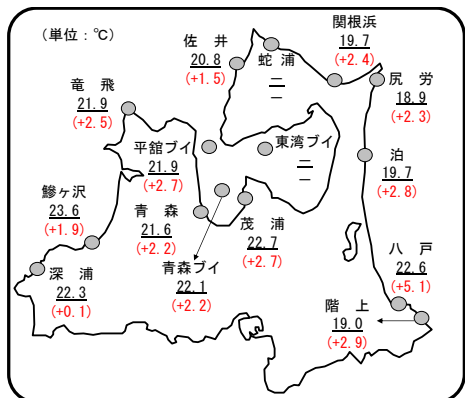 （単位：℃）
関根浜
19.7
(+2.4)
佐 井
20.8
(+1.5)
蛇 浦
－
－
尻 労
18.9
(+2.3)
竜 飛
21.9
(+2.5)
平舘ブイ
21.9
(+2.7)
東湾ブイ
－
－
泊
19.7
(+2.8)
鰺ヶ沢
23.6
(+1.9)
青 森
21.6
(+2.2)
茂 浦
22.7
(+2.7)
青森ブイ
22.1
(+2.2)
八 戸
22.6
(+5.1)
深 浦
22.3
(+0.1)
階 上
19.0
(+2.9)